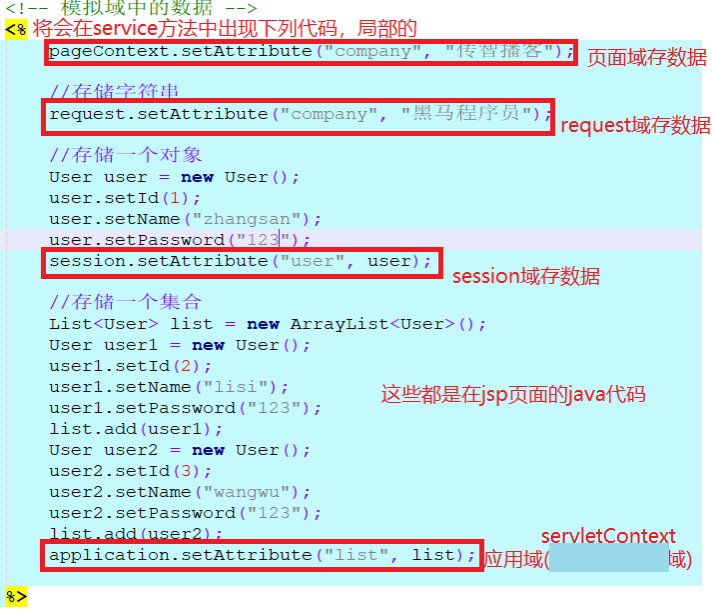 <!-- 模拟域中的数据 -->
<% 将会在service方法中出现下列代码，局部的
pageContext.setAttribute("company", "传智播客"); 页面域存数据
//存储字符串
request.setAttribute("company", "黑马程序员"); request域存数据
//存储一个对象
User user = new User();
user.setId(1);
user.setName("zhangsan");
user.setPassword("123");
session.setAttribute("user", user); session域存数据
//存储一个集合
List<User> list = new ArrayList<User>();
User user1 = new User();
user1.setId(2);
user1.setName("lisi");
user1.setPassword("123"); 这些都是在jsp页面的java代码
list.add(user1);
User user2 = new User();
user2.setId(3);
user2.setName("wangwu");
user2.setPassword("123");
list.add(user2); servletContext
application.setAttribute("list", list); 应用域( 域)
%>